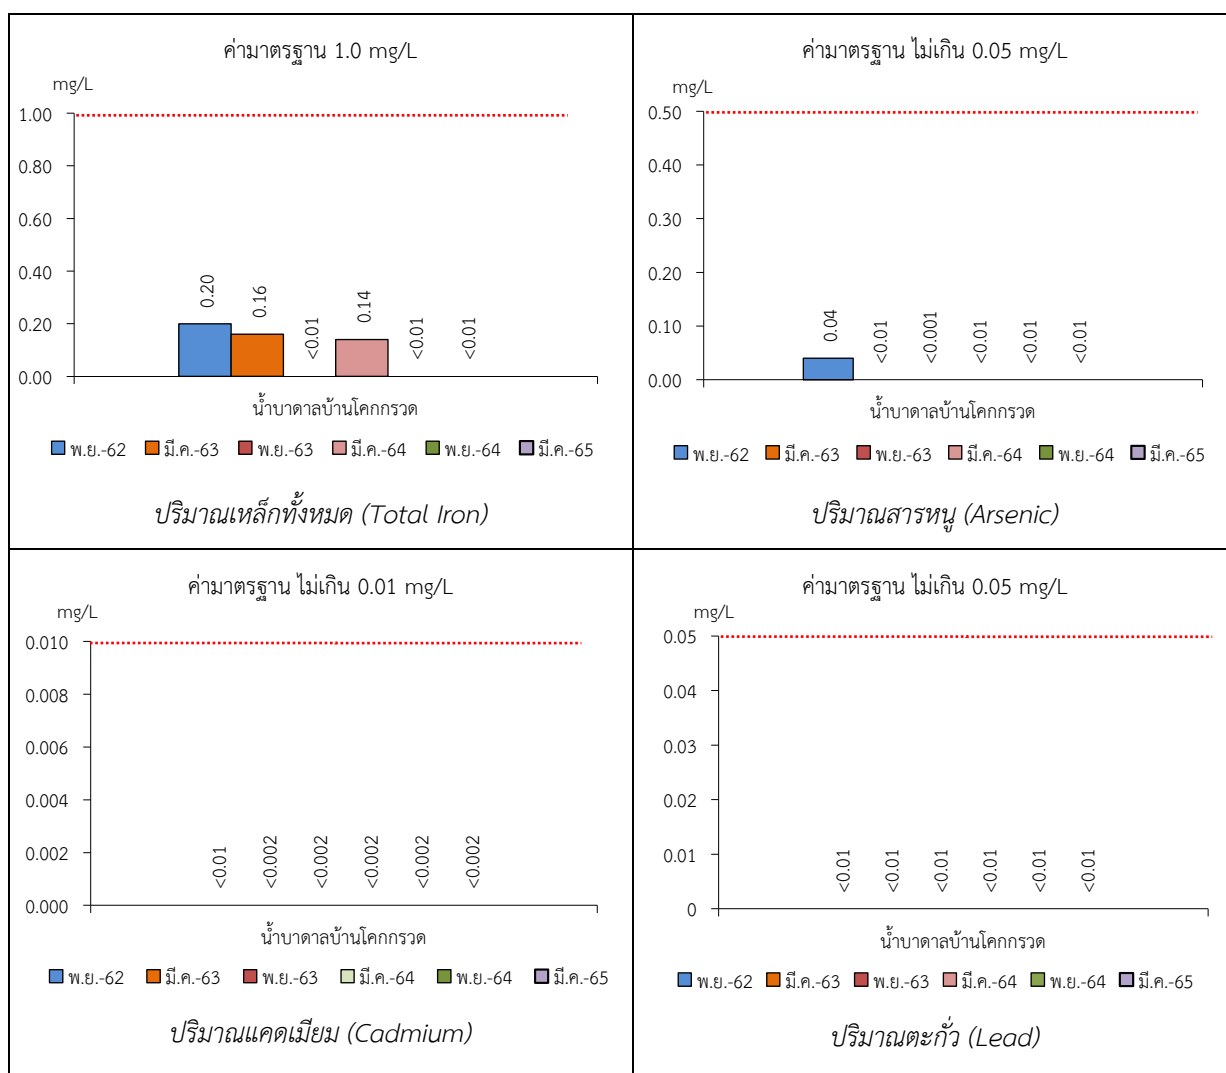 ค่ามาตรฐาน 1.0 mg/L
mg/L
1.00
0.80
0.60
0.40
0.20
0.00
0.20
0.16
<0.01
0.14
<0.01
<0.01
น้ำบาดาลบ้านโคกกรวด
พ.ย.-62 มี.ค.-63 พ.ย.-63 มี.ค.-64 พ.ย.-64 มี.ค.-65
ปริมาณเหล็กทั้งหมด (Total Iron)
ค่ามาตรฐาน ไม่เกิน 0.05 mg/L
mg/L
0.50
0.40
0.30
0.20
0.10
0.00
0.04
<0.01
<0.001
<0.01
<0.01
<0.01
น้ำบาดาลบ้านโคกกรวด
พ.ย.-62 มี.ค.-63 พ.ย.-63 มี.ค.-64 พ.ย.-64 มี.ค.-65
ปริมาณสารหนู (Arsenic)
ค่ามาตรฐาน ไม่เกิน 0.01 mg/L
mg/L
0.010
0.008
0.006
0.004
0.002
0.000
<0.01
<0.002
<0.002
<0.002
<0.002
<0.002
น้ำบาดาลบ้านโคกกรวด
พ.ย.-62 มี.ค.-63 พ.ย.-63 มี.ค.-64 พ.ย.-64 มี.ค.-65
ปริมาณแคดเมียม (Cadmium)
ค่ามาตรฐาน ไม่เกิน 0.05 mg/L
mg/L
0.05
0.04
0.03
0.02
0.01
0
<0.01
<0.01
<0.01
<0.01
<0.01
<0.01
น้ำบาดาลบ้านโคกกรวด
พ.ย.-62 มี.ค.-63 พ.ย.-63 มี.ค.-64 พ.ย.-64 มี.ค.-65
ปริมาณตะกั่ว (Lead)